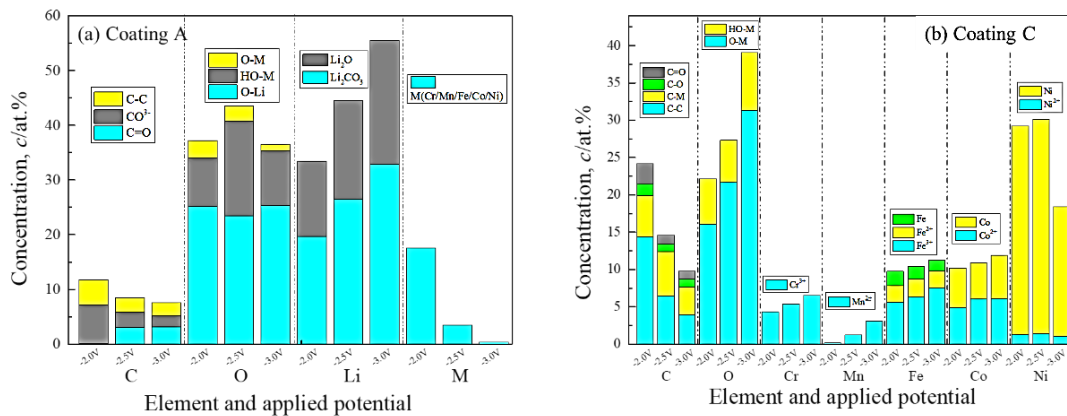 (a) Coating A
Concentration, c/at.%
60
50
40
30
20
10
0
C-C
CO³⁻
C=O
O-M
HO-M
O-Li
Li₂O
Li₂CO₃
M(Cr/Mn/Fe/Co/Ni)
-2.0V -2.5V -3.0V -2.0V -2.5V -3.0V -2.0V -2.5V -3.0V -2.0V -2.5V -3.0V
C O Li M
Element and applied potential
(b) Coating C
Concentration, c/at.%
40
35
30
25
20
15
10
5
0
C=O
C-O
C-M
C-C
HO-M
O-M
Cr³⁺
Mn²⁺
Fe
Fe²⁺
Fe³⁺
Co
Co²⁺
Ni
Ni²⁺
-2.0V -2.5V -3.0V -2.0V -2.5V -3.0V -2.0V -2.5V -3.0V -2.0V -2.5V -3.0V -2.0V -2.5V -3.0V -2.0V -2.5V -3.0V -2.0V -2.5V -3.0V
C O Cr Mn Fe Co Ni
Element and applied potential